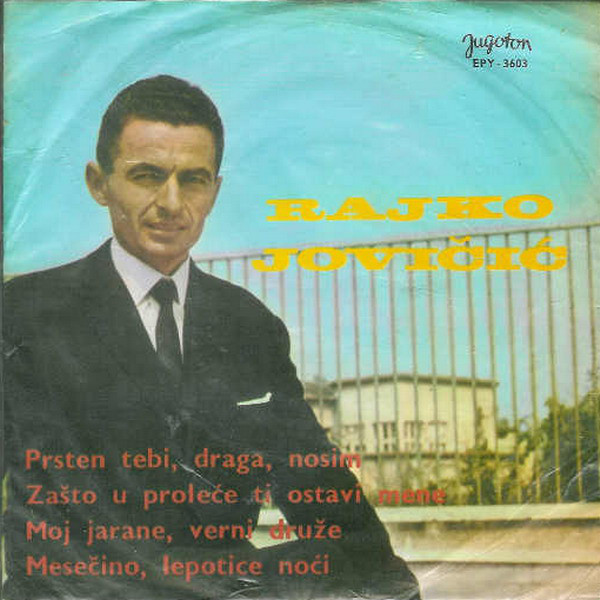 Jugoton
EPY-3603
RAJKO
JOVIČIĆ
Prsten tebi, draga, nosim
Zašto u proleće ti ostavi mene
Moj jarane, verni druže
Mesečino, lepotice noći